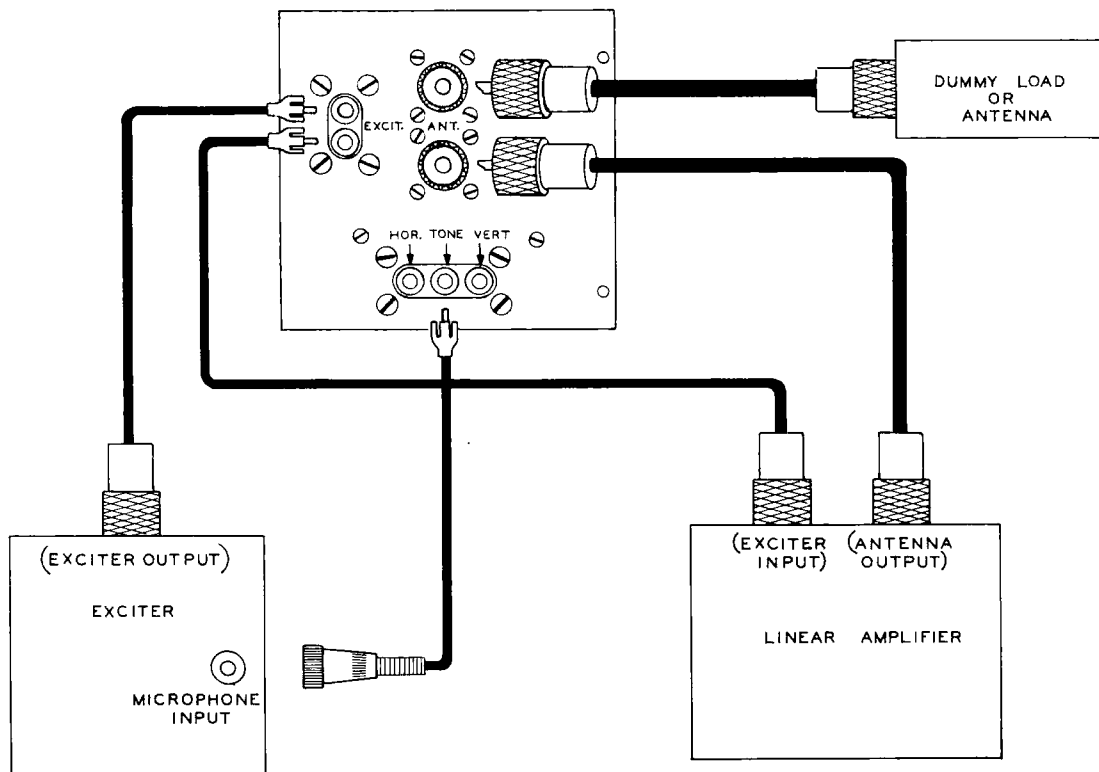 DUMMY LOAD
OR
ANTENNA
EXCIT.
ANT.
HOR. TONE VERT
(EXCITER OUTPUT)
EXCITER
MICROPHONE
INPUT
(EXCITER
INPUT)
(ANTENNA
OUTPUT)
LINEAR AMPLIFIER